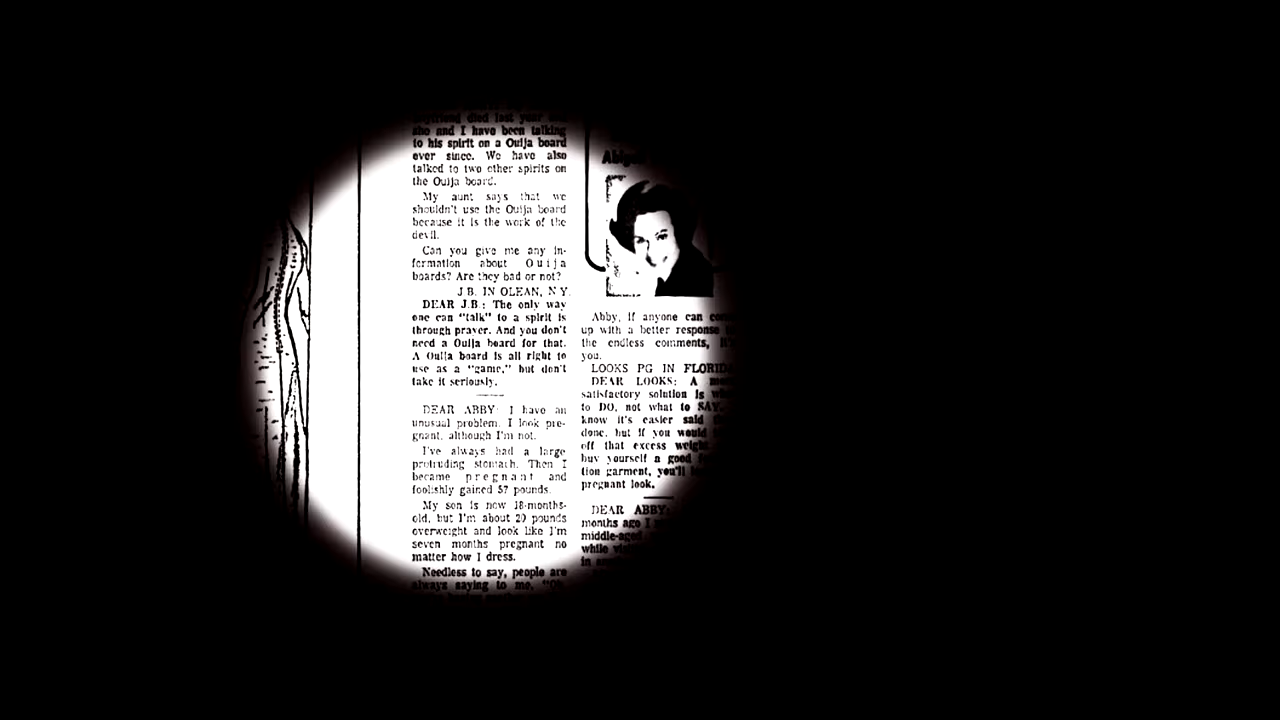 boyfriend died last year
and I have been talking
to his spirit on a Ouija board
ever since. We have also
talked to two other spirits on
the Ouija board.
My aunt says that we
shouldn't use the Ouija board
because it is the work of the
devil.
Can you give me any in-
formation about Ouija
boards? Are they bad or not?
J.B. IN OLEAN, N.Y.
DEAR J.B.: The only way
one can "talk" to a spirit is
through prayer. And you don't
need a Ouija board for that.
A Ouija board is all right to
use as a "game," but don't
take it seriously.
DEAR ABBY: I have an
unusual problem. I look pre-
gnant, although I'm not.
I've always had a large
protruding stomach. Then I
became pregnant and
foolishly gained 57 pounds.
My son is now 18-months-
old, but I'm about 20 pounds
overweight and look like I'm
seven months pregnant no
matter how I dress.
Needless to say, people are
always saying to me, "Oh,
Abby, if anyone can
up with a better response
the endless comments,
you.
LOOKS PG IN FLORIDA
DEAR LOOKS: A
satisfactory solution is
to DO, not what to SAY.
know it's easier said
done, but if you would
off that excess weight,
buy yourself a good
tion garment, you'll
pregnant look.
DEAR ABBY:
months ago I
middle-aged
while
in